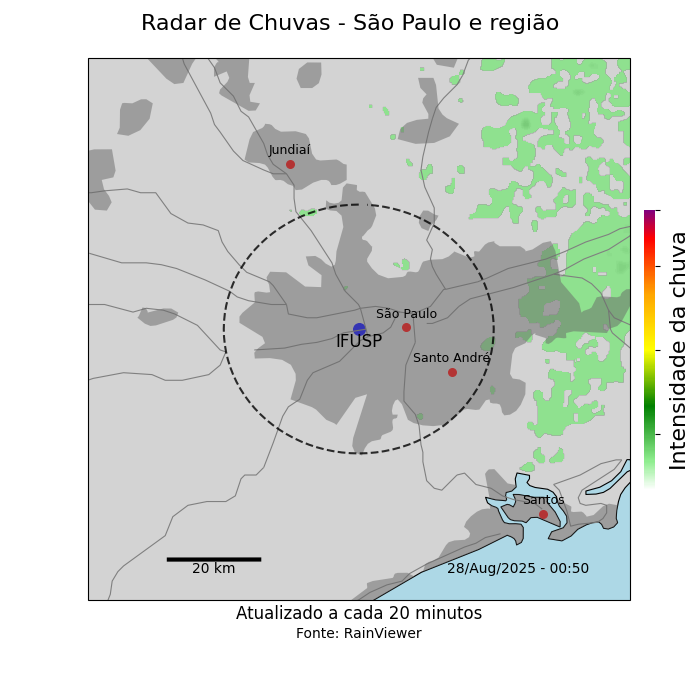 Radar de Chuvas - São Paulo e região
Jundiaí
São Paulo
IFUSP
Santo André
Santos
20 km
28/Aug/2025 - 00:50
Intensidade da chuva
Atualizado a cada 20 minutos
Fonte: RainViewer